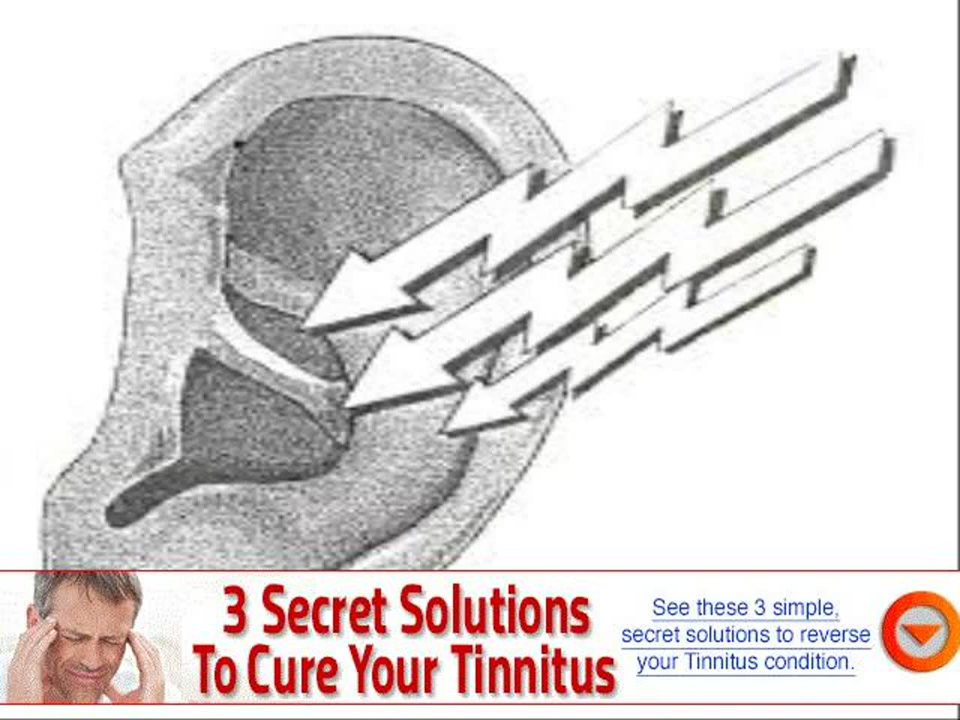 3 Secret Solutions
To Cure Your Tinnitus
See these 3 simple,
secret solutions to reverse
your Tinnitus condition.